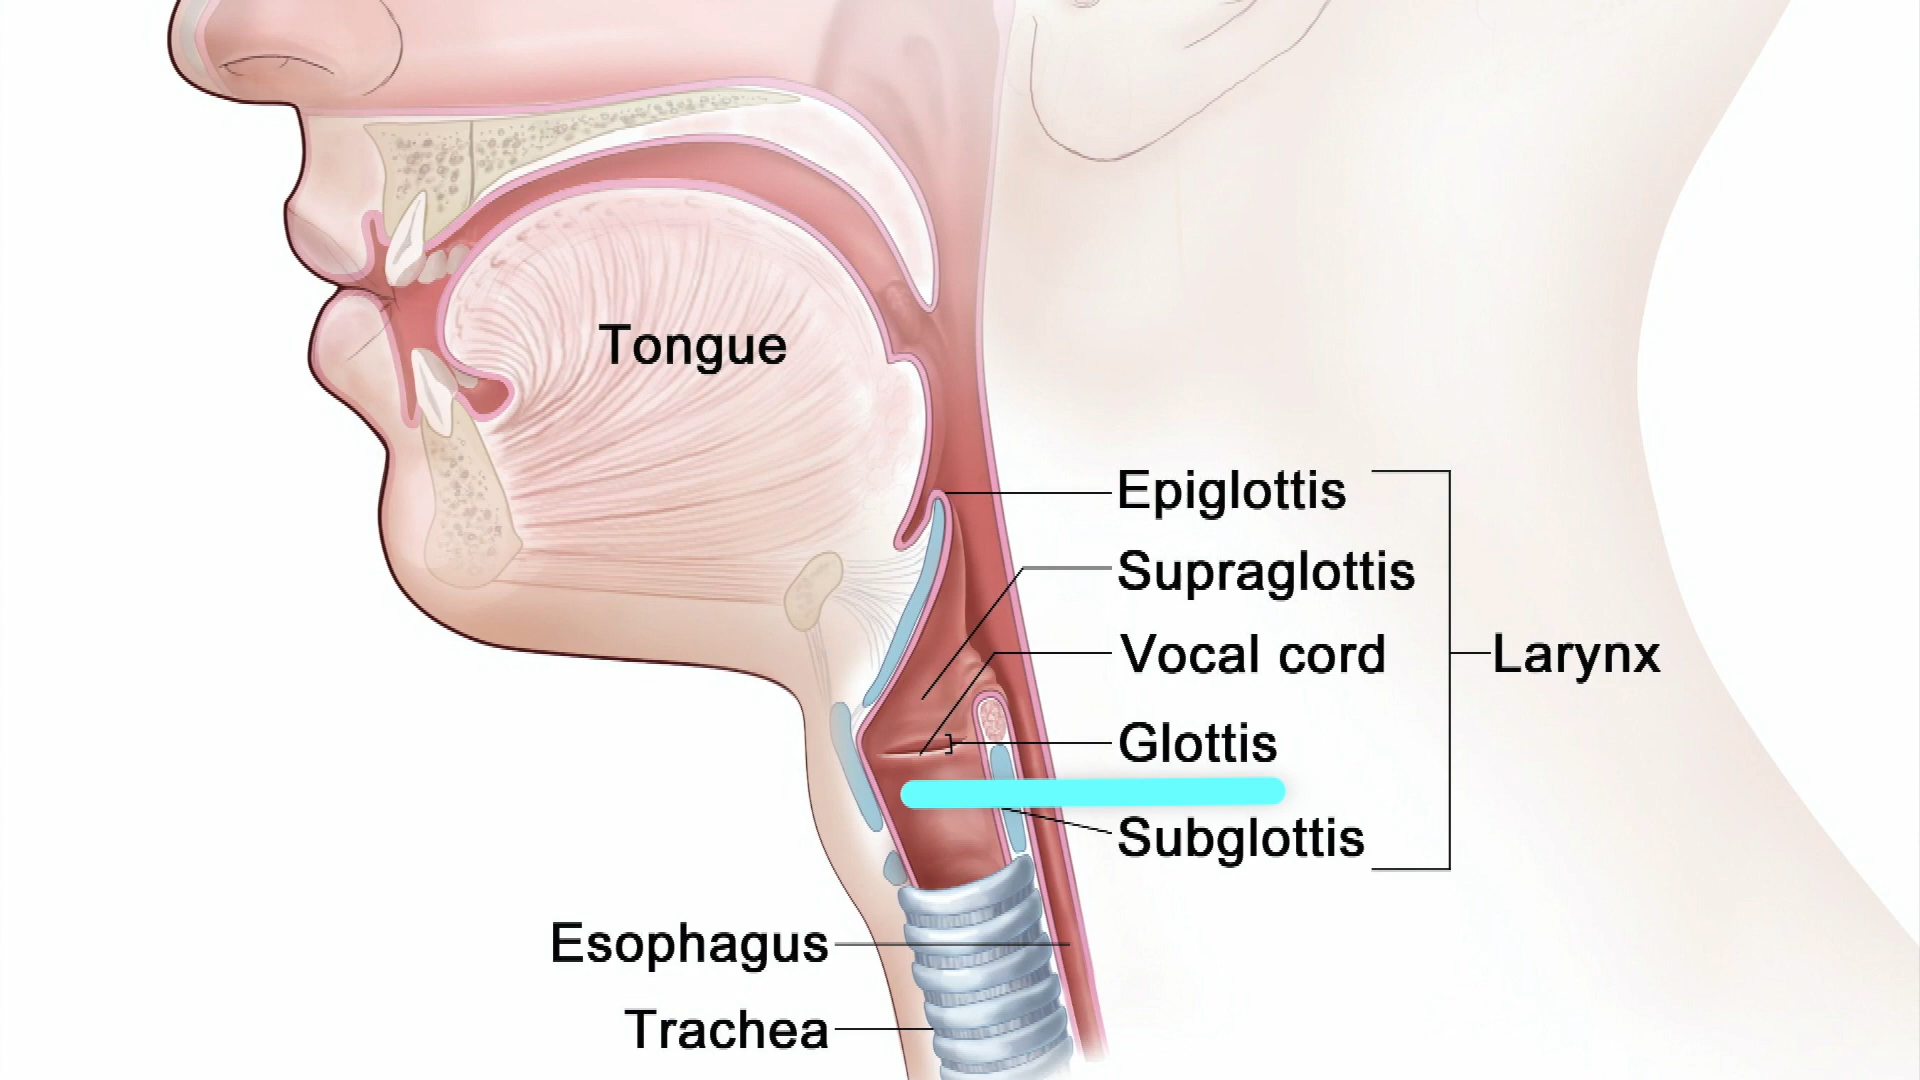 Tongue
Epiglottis
Supraglottis
Vocal cord
Larynx
Glottis
Subglottis
Esophagus
Trachea